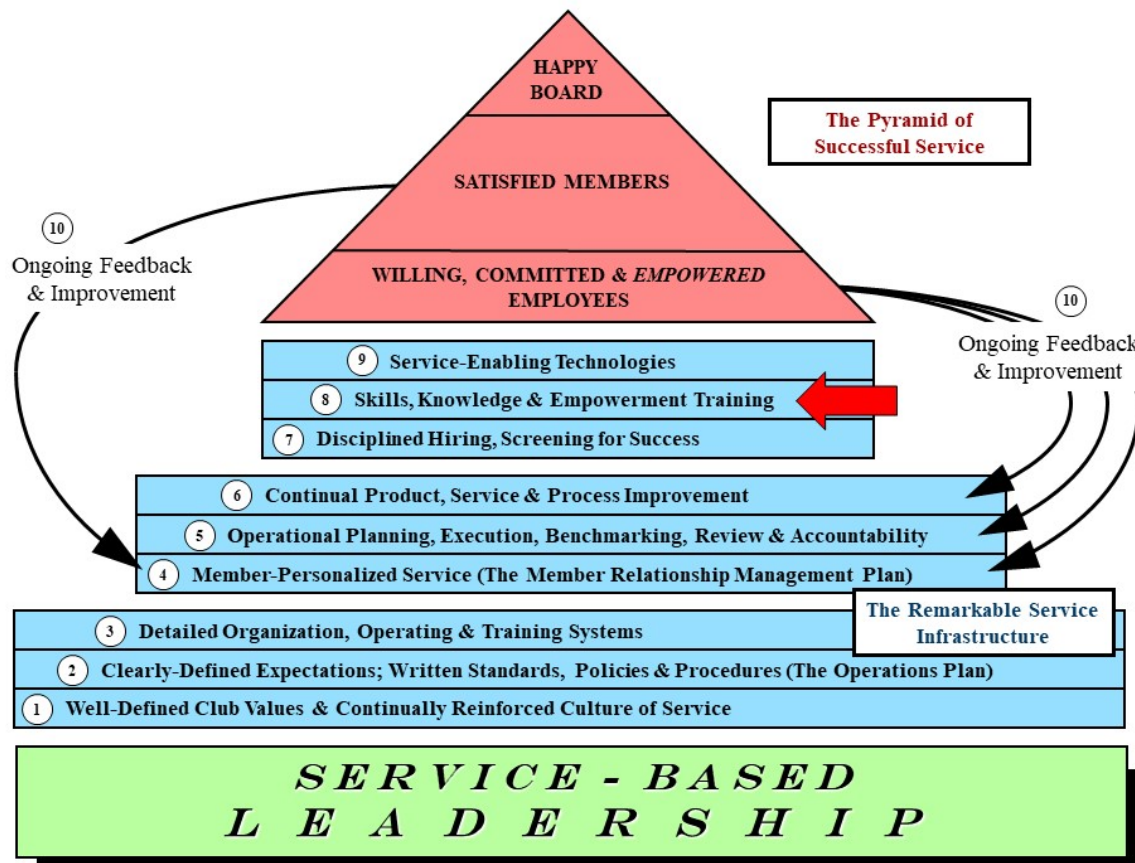 HAPPY
BOARD
The Pyramid of
Successful Service
SATISFIED MEMBERS
10
Ongoing Feedback
& Improvement
WILLING, COMMITTED & EMPOWERED
EMPLOYEES
10
Ongoing Feedback
& Improvement
9 Service-Enabling Technologies
8 Skills, Knowledge & Empowerment Training
7 Disciplined Hiring, Screening for Success
6 Continual Product, Service & Process Improvement
5 Operational Planning, Execution, Benchmarking, Review & Accountability
4 Member-Personalized Service (The Member Relationship Management Plan)
The Remarkable Service
Infrastructure
3 Detailed Organization, Operating & Training Systems
2 Clearly-Defined Expectations; Written Standards, Policies & Procedures (The Operations Plan)
1 Well-Defined Club Values & Continually Reinforced Culture of Service
SERVICE - BASED
LEADERSHIP